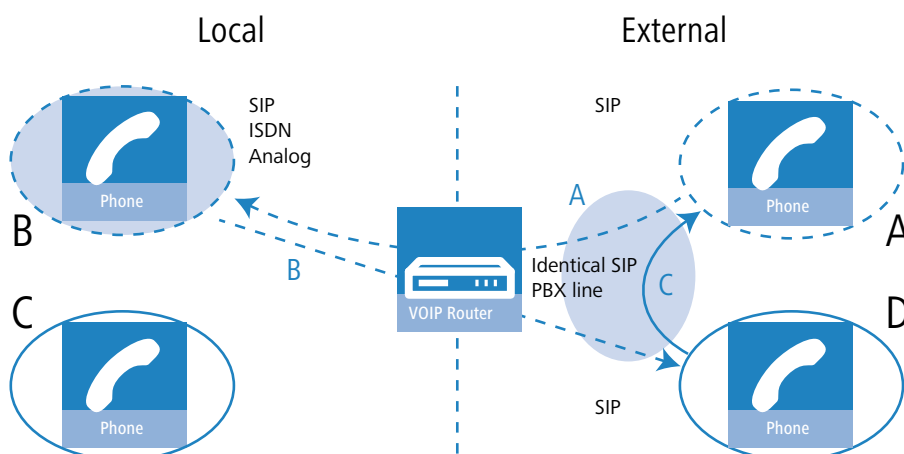 Local
External
SIP
ISDN
Analog
SIP
Phone
Phone
B
A
A
B
Identical SIP
PBX line
C
VOIP Router
C
D
Phone
SIP
Phone